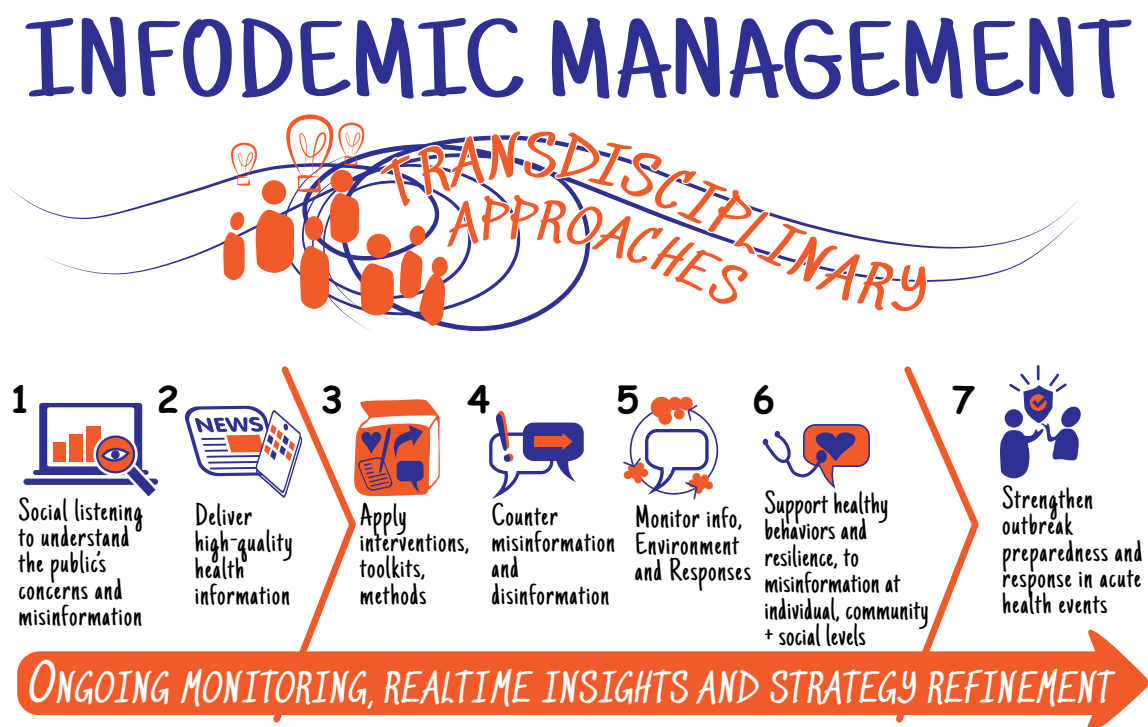 INFODEMIC MANAGEMENT
TRANSDISCIPLINARY
APPROACHES
1
Social listening
to understand
the public's
concerns and
misinformation
2
NEWS
Deliver
high-quality
health
information
3
Apply
interventions,
toolkits,
methods
4
Counter
misinformation
and
disinformation
5
Monitor info,
Environment
and Responses
6
Support healthy
behaviors and
resilience, to
misinformation at
individual, community
+ social levels
7
Strengthen
outbreak
preparedness and
response in acute
health events
ONGOING MONITORING, REALTIME INSIGHTS AND STRATEGY REFINEMENT